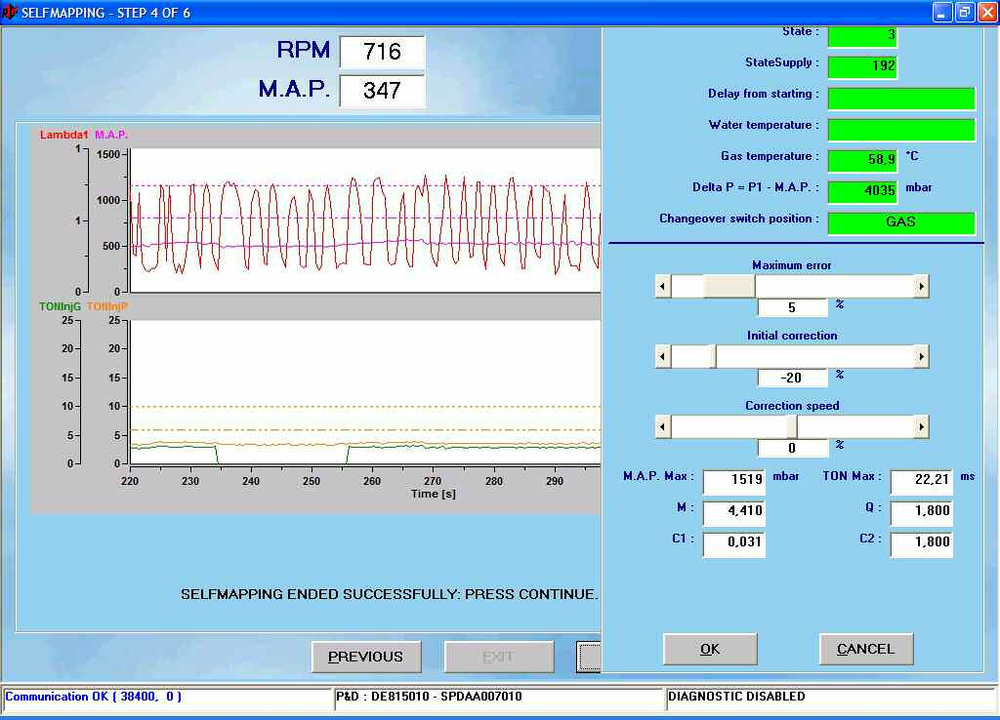 SELFMAPPING - STEP 4 OF 6
RPM 716
M.A.P. 347
Lambda1 M.A.P.
1 1500
1000
1 500
0 0
TONInjG TONInjP
25 25
20 20
15 15
10 10
5 5
0 0
220 230 240 250 260 270 280 290
Time [s]
SELFMAPPING ENDED SUCCESSFULLY: PRESS CONTINUE.
PREVIOUS EXIT
State : 3
StateSupply : 192
Delay from starting :
Water temperature :
Gas temperature : 58,9 °C
Delta P = P1 - M.A.P. : 4035 mbar
Changeover switch position : GAS
Maximum error
5 %
Initial correction
-20 %
Correction speed
0 %
M.A.P. Max : 1519 mbar TON Max : 22,21 ms
M : 4,410 Q : 1,800
C1 : 0,031 C2 : 1,800
OK CANCEL
Communication OK ( 38400, 0 ) P&D : DE815010 - SPDAA007010 DIAGNOSTIC DISABLED